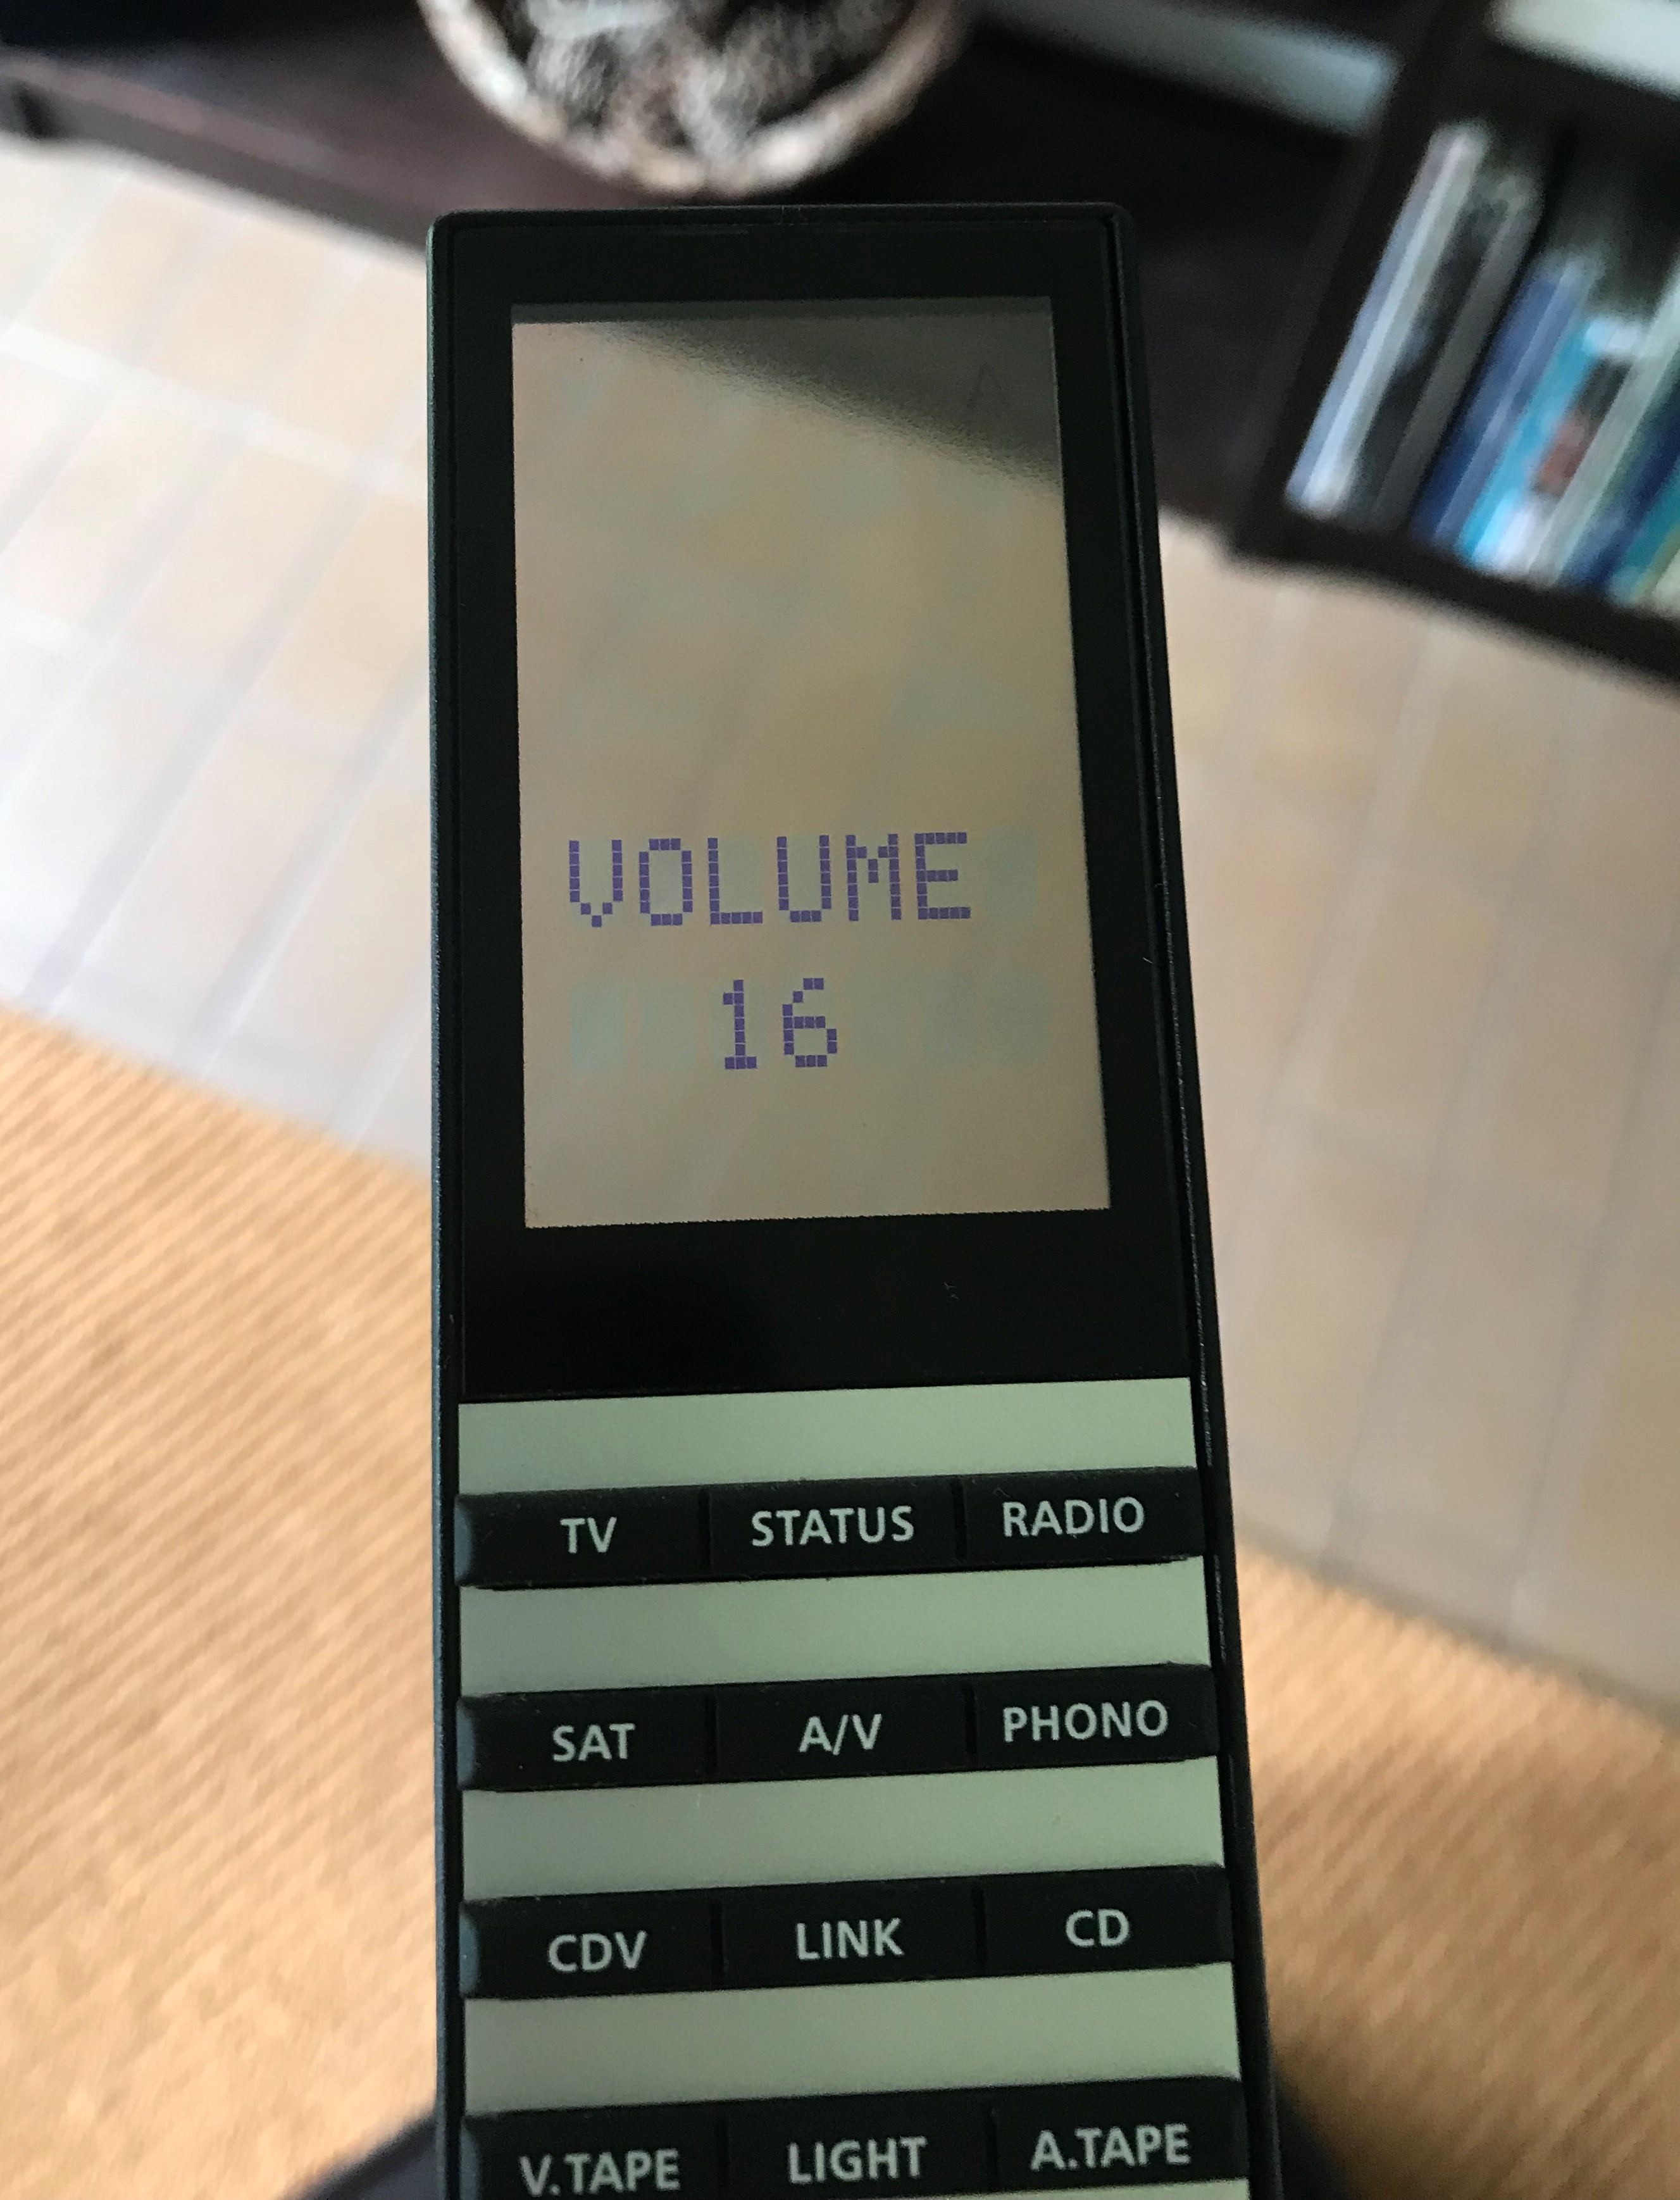 VOLUME
16
TV STATUS RADIO
SAT A/V PHONO
CDV LINK CD
V.TAPE LIGHT A.TAPE